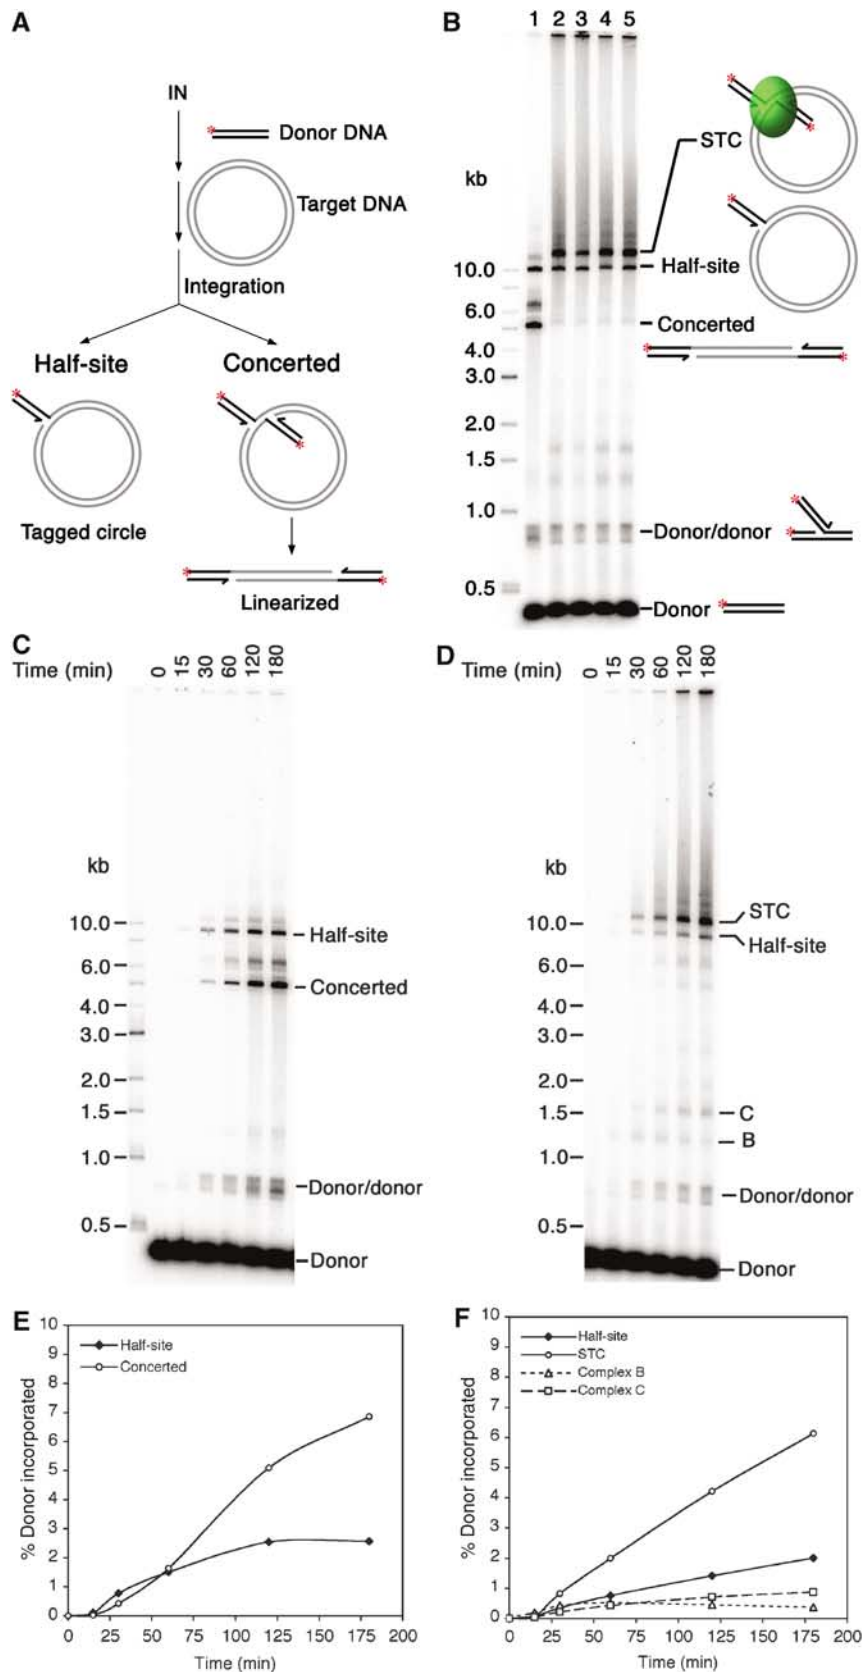 A
IN
* Donor DNA
Target DNA
Integration
Half-site
Concerted
*
*
*
Tagged circle
*
*
Linearized
B
1 2 3 4 5
kb
10.0
6.0
4.0
3.0
2.0
1.5
1.0
0.5
STC
Half-site
Concerted
Donor/donor
Donor
*
*
*
*
*
*
*
*
C
Time (min)
0 15 30 60 120 180
kb
10.0
6.0
4.0
3.0
2.0
1.5
1.0
0.5
Half-site
Concerted
Donor/donor
Donor
D
Time (min)
0 15 30 60 120 180
kb
10.0
6.0
4.0
3.0
2.0
1.5
1.0
0.5
STC
Half-site
C
B
Donor/donor
Donor
E
% Donor incorporated
10
9
8
7
6
5
4
3
2
1
0
Half-site
Concerted
0 25 50 75 100 125 150 175 200
Time (min)
F
% Donor incorporated
10
9
8
7
6
5
4
3
2
1
0
Half-site
STC
Complex B
Complex C
0 25 50 75 100 125 150 175 200
Time (min)